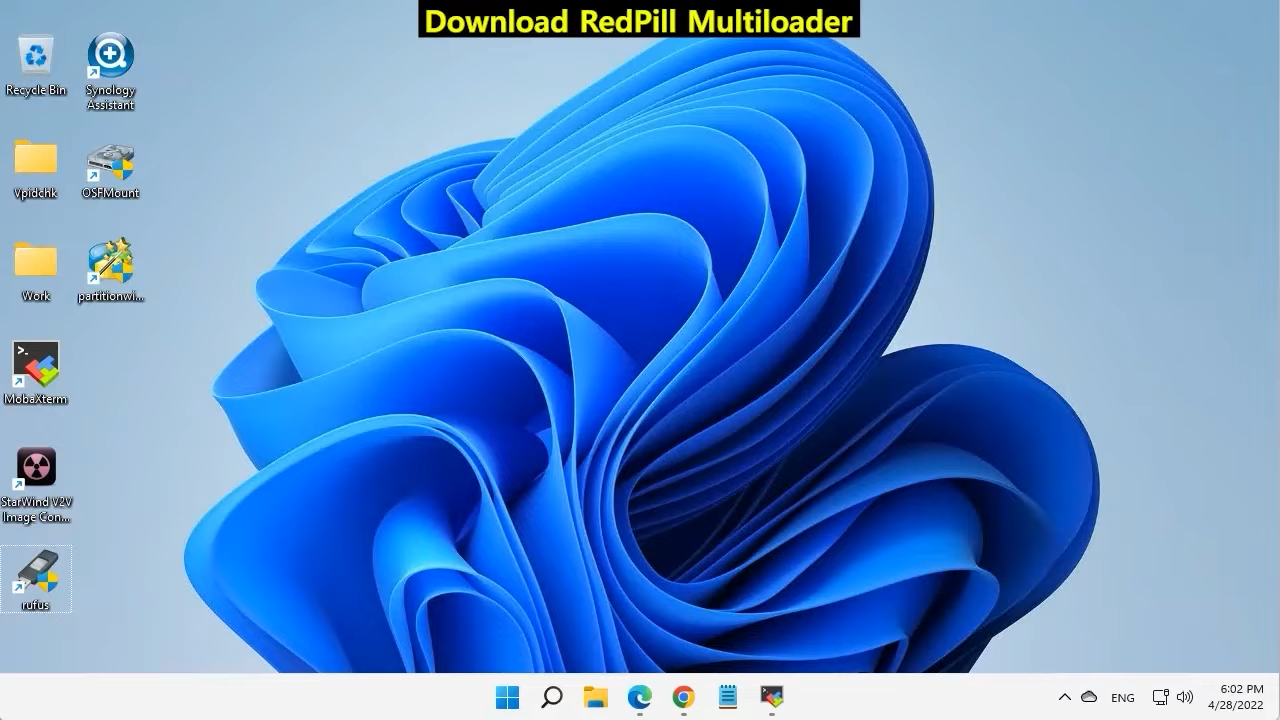 Download RedPill Multiloader
Recycle Bin
Synology
Assistant
Vpidchk
OSFMount
Work
partitionwi...
MobaXterm
StarWind V2V
Image Con...
rufus
ENG
6:02 PM
4/28/2022